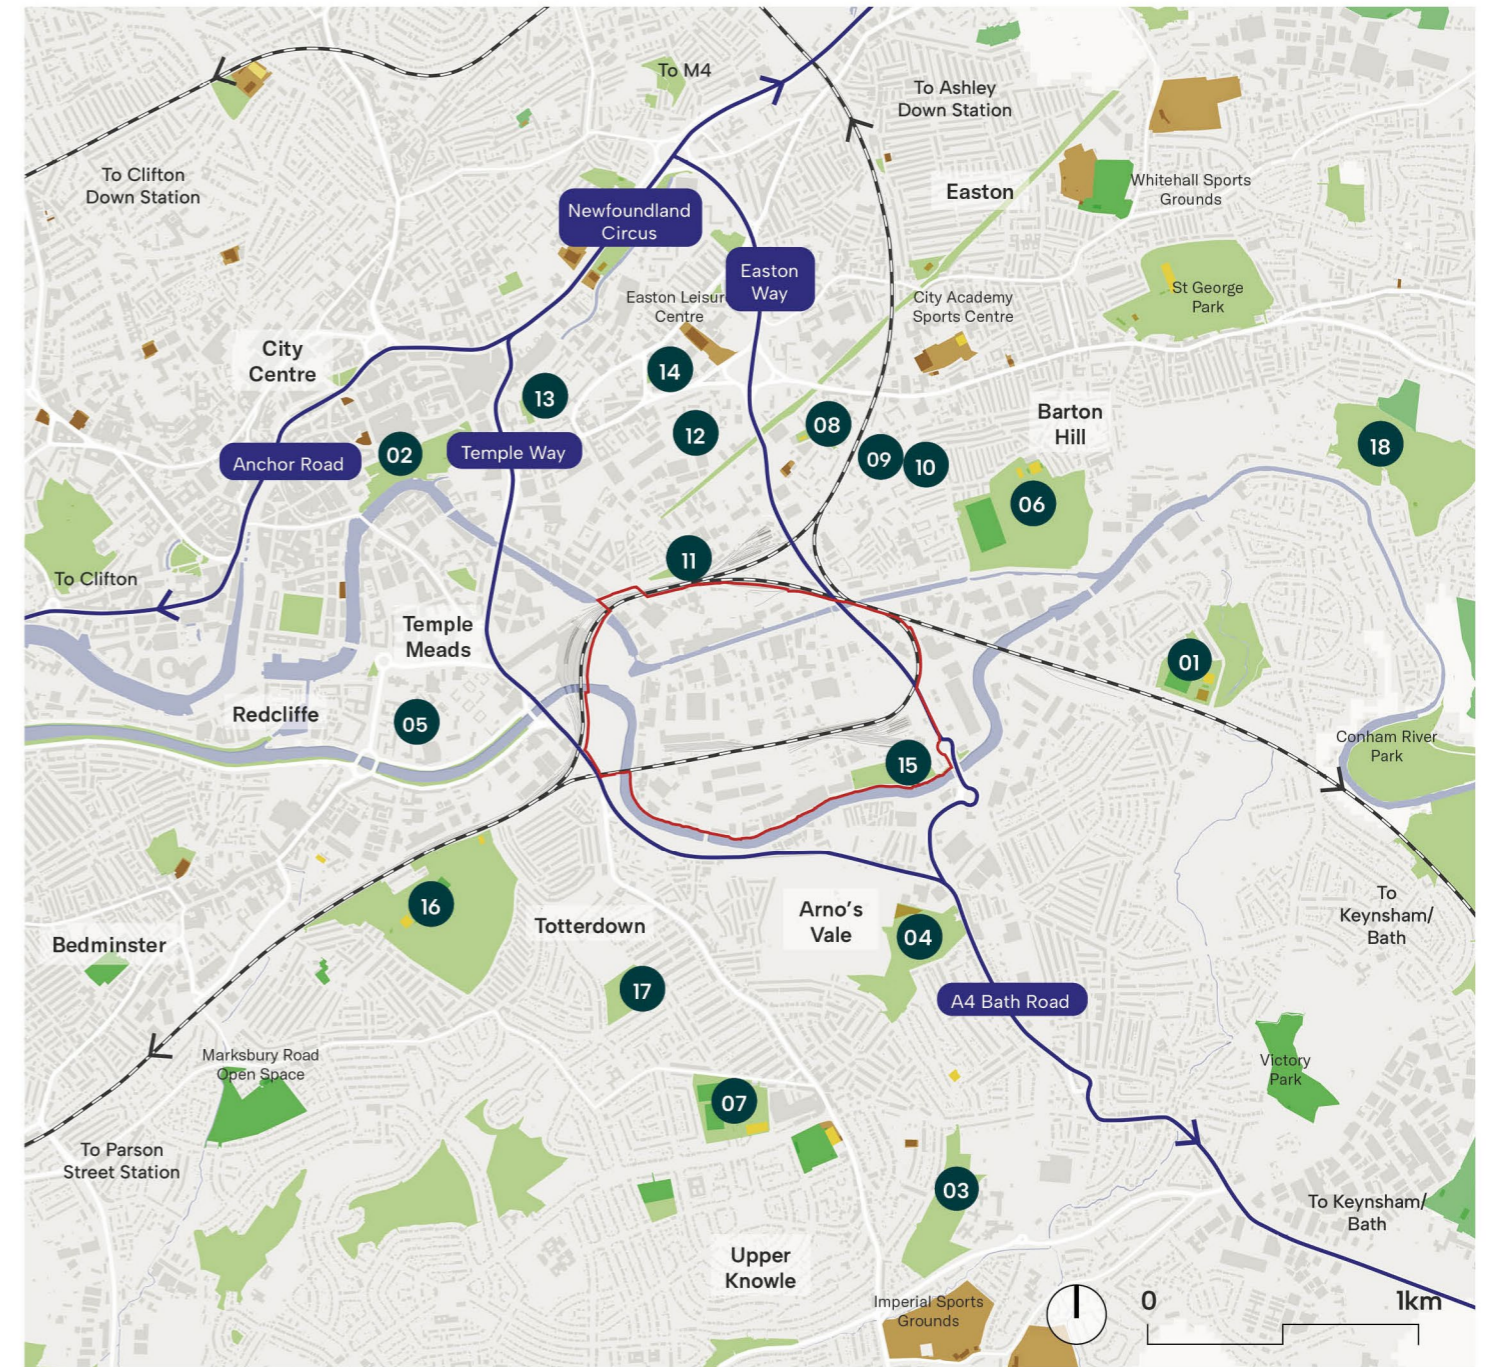 To M4
To Ashley
Down Station
To Clifton
Down Station
Easton
Whitehall Sports
Grounds
Newfoundland
Circus
Easton
Way
Easton Leisur
Centre
City Academy
Sports Centre
St George
Park
City
Centre
14
13
12
08
Barton
Hill
09
10
18
Anchor Road
02
Temple Way
06
11
To Clifton
Temple
Meads
01
Redcliffe
05
Conham River
Park
15
16
Totterdown
Arno's
Vale
04
To
Keynsham/
Bath
Bedminster
17
A4 Bath Road
Marksbury Road
Open Space
Victory
Park
07
To Parson
Street Station
03
To Keynsham/
Bath
Upper
Knowle
Imperial Sports
Grounds
0
1km